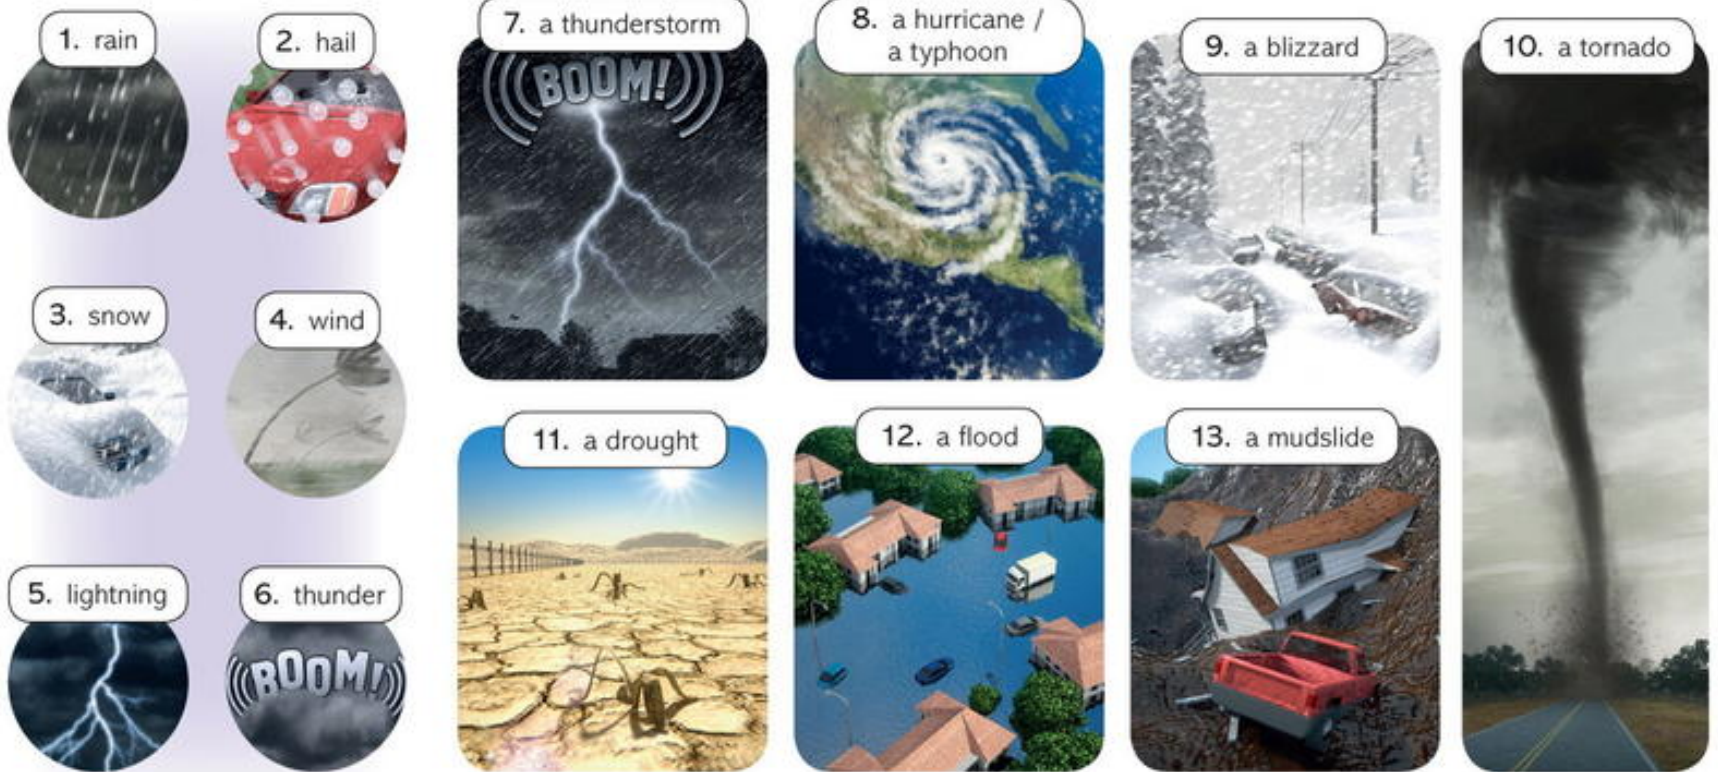 1. rain
2. hail
3. snow
4. wind
5. lightning
6. thunder
BOOM!
7. a thunderstorm
BOOM!
8. a hurricane /
a typhoon
9. a blizzard
10. a tornado
11. a drought
12. a flood
13. a mudslide